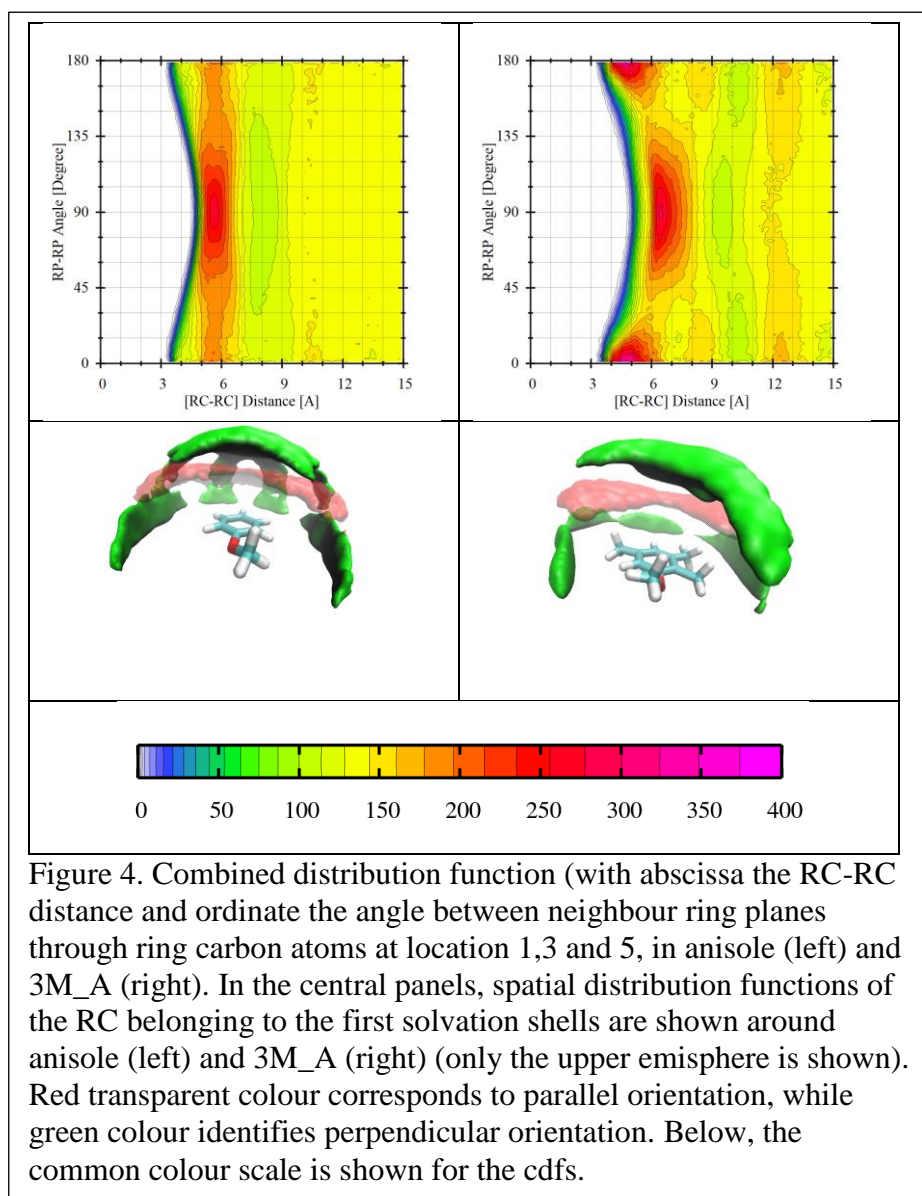 180
135
90
45
0
RP-RP Angle [Degree]
0 3 6 9 12 15
[RC-RC] Distance [A]
180
135
90
45
0
RP-RP Angle [Degree]
0 3 6 9 12 15
[RC-RC] Distance [A]
0 50 100 150 200 250 300 350 400
Figure 4. Combined distribution function (with abscissa the RC-RC
distance and ordinate the angle between neighbour ring planes
through ring carbon atoms at location 1,3 and 5, in anisole (left) and
3M_A (right). In the central panels, spatial distribution functions of
the RC belonging to the first solvation shells are shown around
anisole (left) and 3M_A (right) (only the upper emisphere is shown).
Red transparent colour corresponds to parallel orientation, while
green colour identifies perpendicular orientation. Below, the
common colour scale is shown for the cdfs.